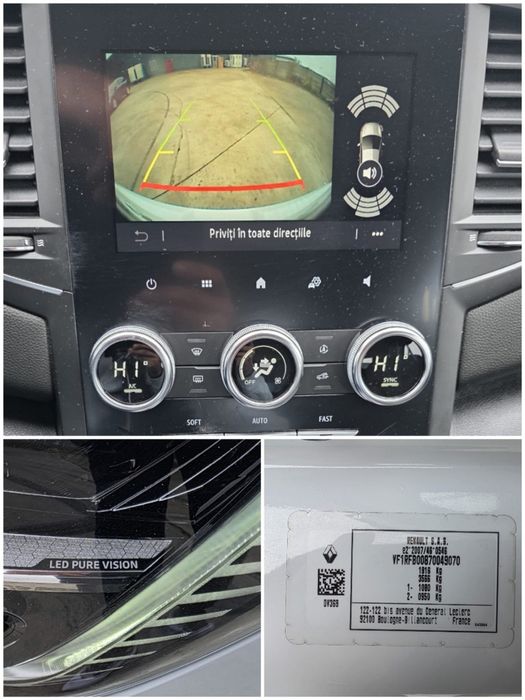 Priviți în toate direcțiile
HI
A/C
OFF
HI
SYNC
SOFT
AUTO
FAST
LED PURE VISION
RENAULT S.A.S.
e2*2007/46*0546
VF1RFB00870049070
1916 Kg
3566 Kg
1- 1080 Kg
2- 0950 Kg
DV369
122-122 bis avenue du General Leclerc
92100 Boulogne-Billancourt France